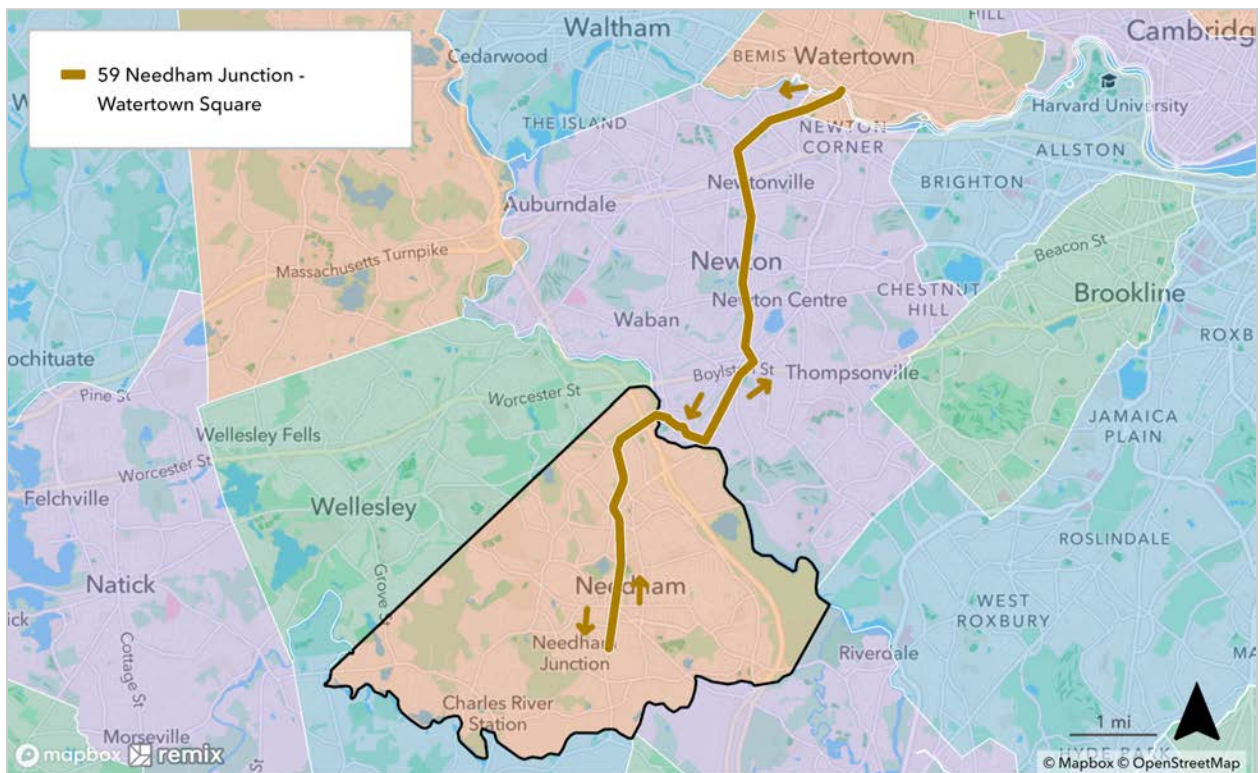 59 Needham Junction -
Watertown Square
HILL
Cambridg
Waltham
Cedarwood
BEMIS
Watertown
Harvard University
THE ISLAND
NEWTON
CORNER
ALLSTON
Newtonville
BRIGHTON
Auburndale
Massachusetts Turnpike
Beacon St
Newton
Newton Centre
CHESTNUT
HILL
Brookline
Waban
ROXB
ochituate
Boylston St
Thompsonville
Pine St
Worcester St
JAMAICA
PLAIN
Wellesley Fells
Worcester St
Felchville
Wellesley
ROSLINDALE
Natick
Grove St
Needham
WEST
ROXBURY
ick
Needham
Junction
Riverdale
MA
Cottage St
Charles River
Station
Morseville
1 mi
St
HYDE PARK
mapbox remix
© Mapbox © OpenStreetMap